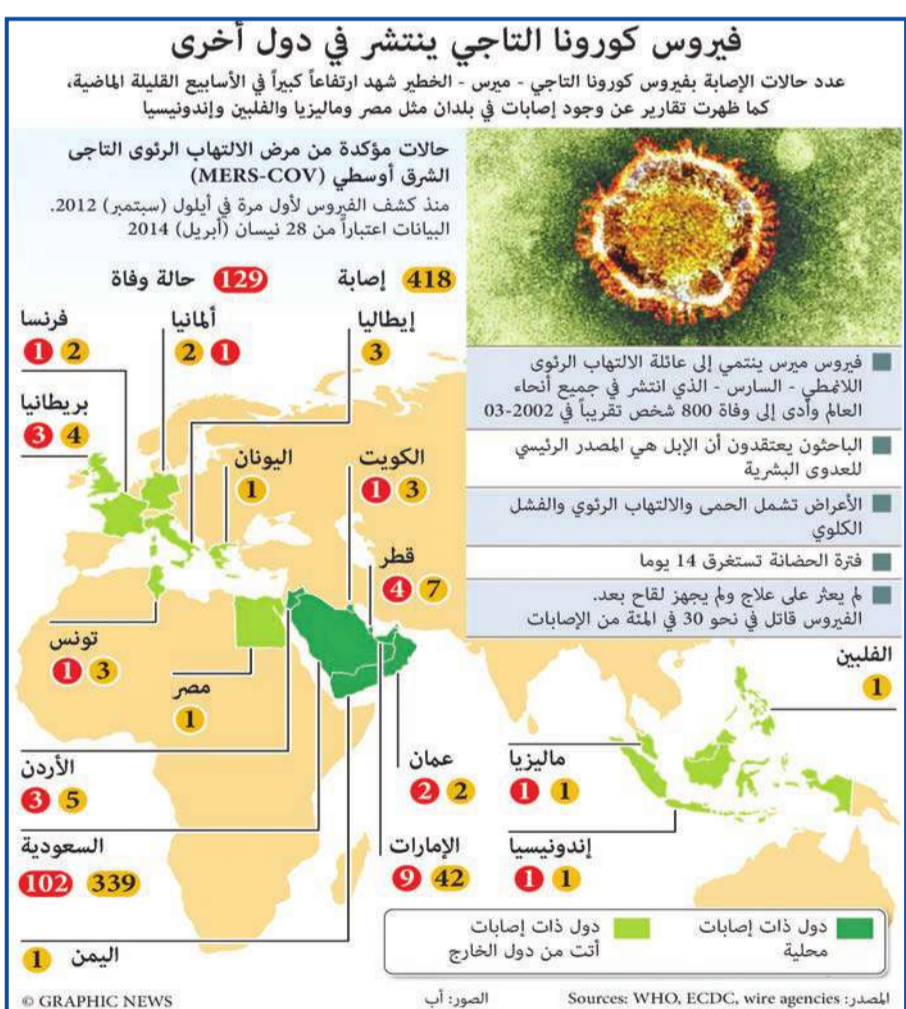 فيروس كورونا التاجي ينتشر في دول أخرى
عدد حالات الإصابة بفيروس كورونا التاجي - ميرس - الخطير شهد ارتفاعاً كبيراً في الأسابيع القليلة الماضية،
كما ظهرت تقارير عن وجود إصابات في بلدان مثل مصر وماليزيا والفلبين وإندونيسيا
حالات مؤكدة من مرض الالتهاب الرئوى التاجى
الشرق أوسطي (MERS-COV)
منذ كشف الفيروس لأول مرة في أيلول (سبتمبر) 2012.
البيانات اعتباراً من 28 نيسان (أبريل) 2014
418 إصابة 129 حالة وفاة
فيروس ميرس ينتمي إلى عائلة الالتهاب الرئوى
اللانمطي - السارس - الذي انتشر في جميع أنحاء
العالم وأدى إلى وفاة 800 شخص تقريباً في 2002-03
الباحثون يعتقدون أن الإبل هي المصدر الرئيسي
للعدوى البشرية
الأعراض تشمل الحمى والالتهاب الرئوي والفشل
الكلوي
فترة الحضانة تستغرق 14 يوما
لم يعثر على علاج ولم يجهز لقاح بعد.
الفيروس قاتل في نحو 30 في المئة من الإصابات
إيطاليا
3
ألمانيا
1 2
فرنسا
2 1
بريطانيا
4 3
اليونان
1
الكويت
3 1
قطر
7 4
تونس
3 1
مصر
1
الفلبين
1
ماليزيا
1 1
عمان
2 2
الأردن
5 3
إندونيسيا
1 1
الإمارات
42 9
السعودية
339 102
اليمن 1
دول ذات إصابات
محلية
دول ذات إصابات
أتت من دول الخارج
المصدر: Sources: WHO, ECDC, wire agencies
الصور: أب
© GRAPHIC NEWS